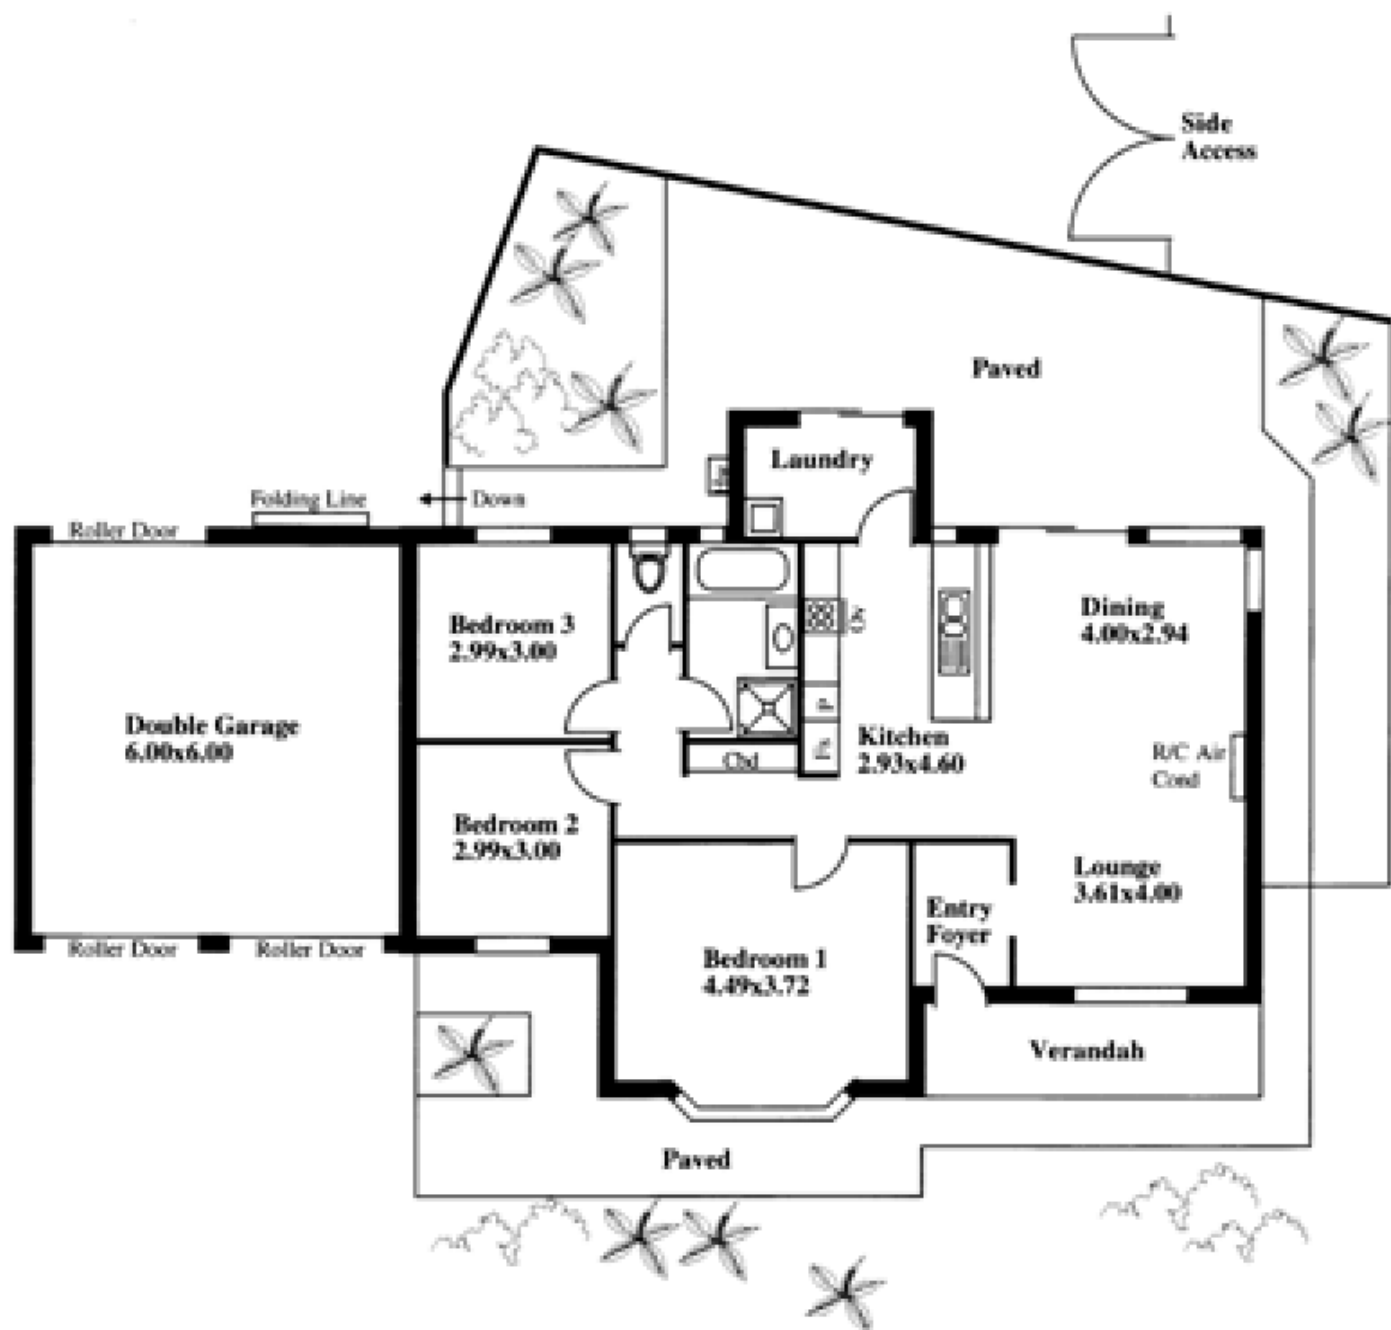 Side
Access
Paved
Laundry
Folding Line
Down
Roller Door
Dining
4.00x2.94
Bedroom 3
2.99x3.00
Double Garage
6.00x6.00
P
Kitchen
2.93x4.60
R/C Air
Cond
Cbd
Bedroom 2
2.99x3.00
Lounge
3.61x4.00
Entry
Foyer
Roller Door
Roller Door
Bedroom 1
4.49x3.72
Verandah
Paved